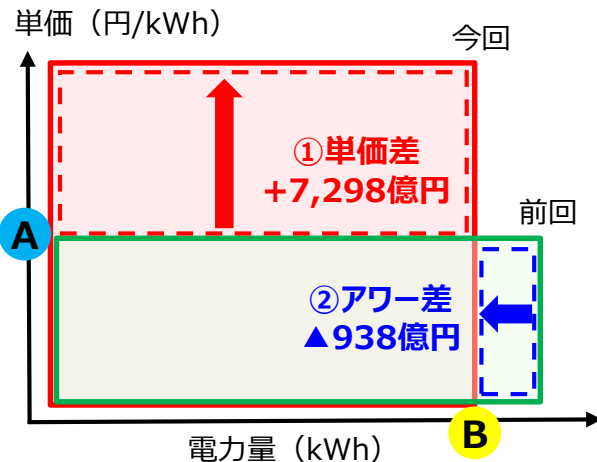 単価（円/kWh）
今回
①単価差
+7,298億円
前回
A
②アワー差
▲938億円
B
電力量（kWh）